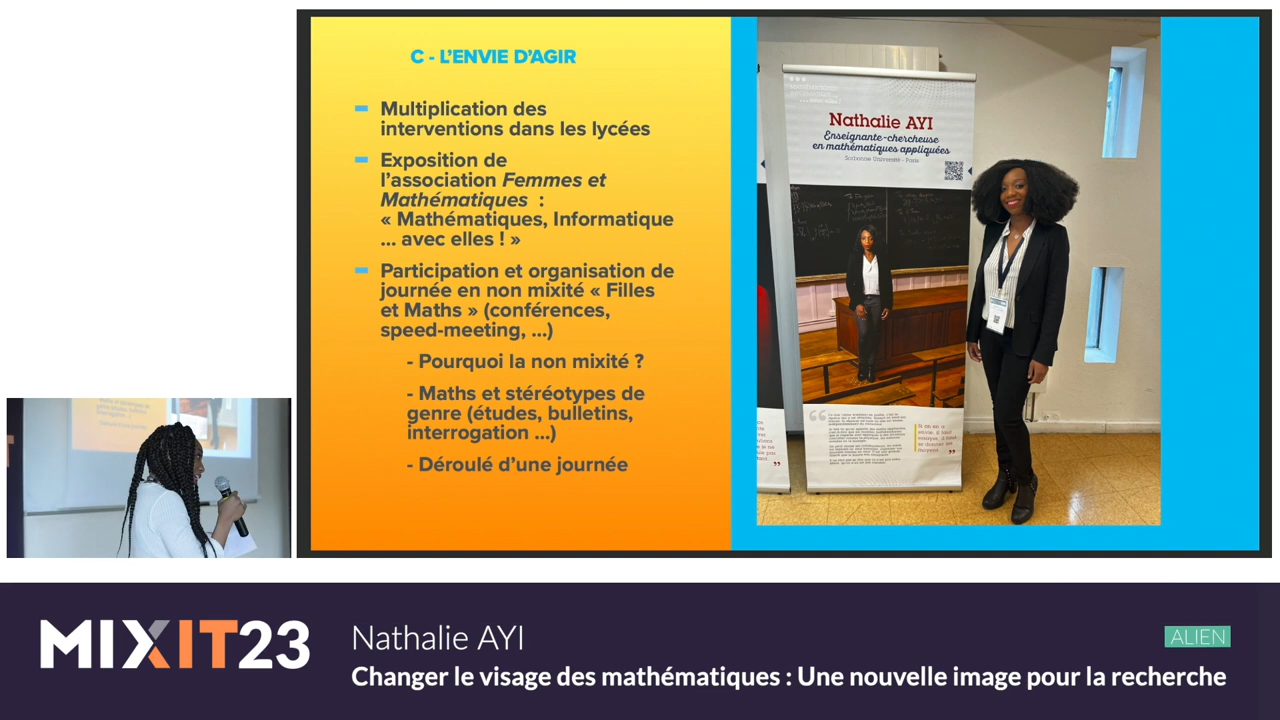 C - L’ENVIE D’AGIR
Multiplication des
interventions dans les lycées
Exposition de
l’association Femmes et
Mathématiques :
« Mathématiques, Informatique
... avec elles ! »
Participation et organisation de
journée en non mixité « Filles
et Maths » (conférences,
speed-meeting, ...)
- Pourquoi la non mixité ?
- Maths et stéréotypes de
genre (études, bulletins,
interrogation ...)
- Déroulé d’une journée
Nathalie AYI
Enseignante-chercheuse
en mathématiques appliquées
Sorbonne Université - Paris
MIXIT23
Nathalie AYI
ALIEN
Changer le visage des mathématiques : Une nouvelle image pour la recherche